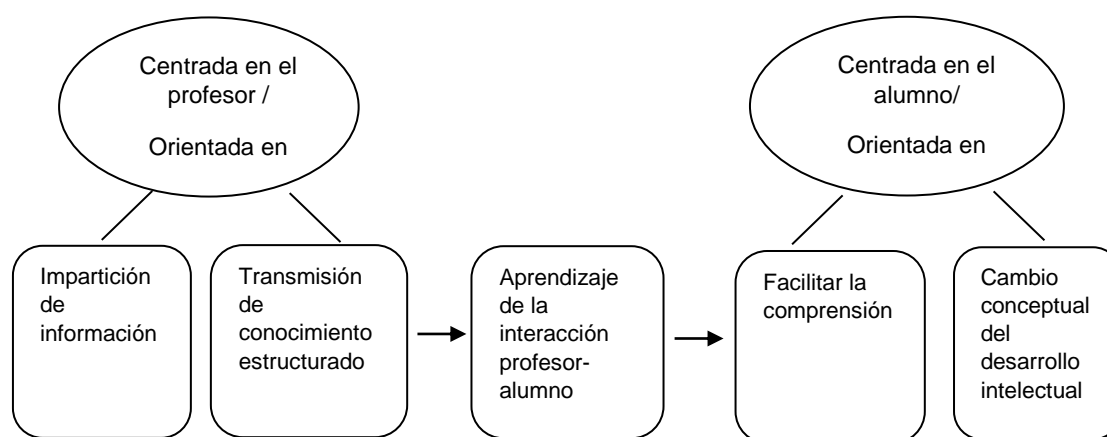 Centrada en el
profesor /
Orientada en
Centrada en el
alumno/
Orientada en
Impartición
de
información
Transmisión
de
conocimiento
estructurado
Aprendizaje
de la
interacción
profesor-
alumno
Facilitar la
comprensión
Cambio
conceptual
del
desarrollo
intelectual